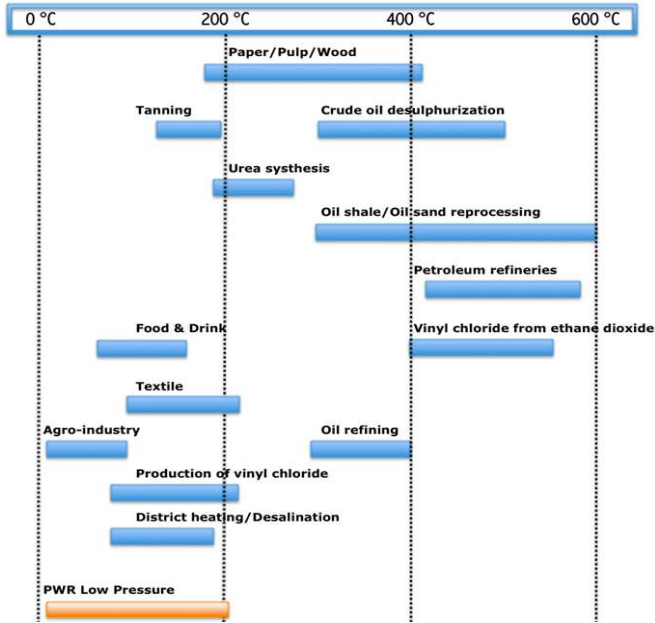 0 °C 200 °C 400 °C 600 °C
Paper/Pulp/Wood
Tanning Crude oil desulphurization
Urea systhesis
Oil shale/Oil sand reprocessing
Petroleum refineries
Food & Drink Vinyl chloride from ethane dioxide
Textile
Agro-industry Oil refining
Production of vinyl chloride
District heating/Desalination
PWR Low Pressure